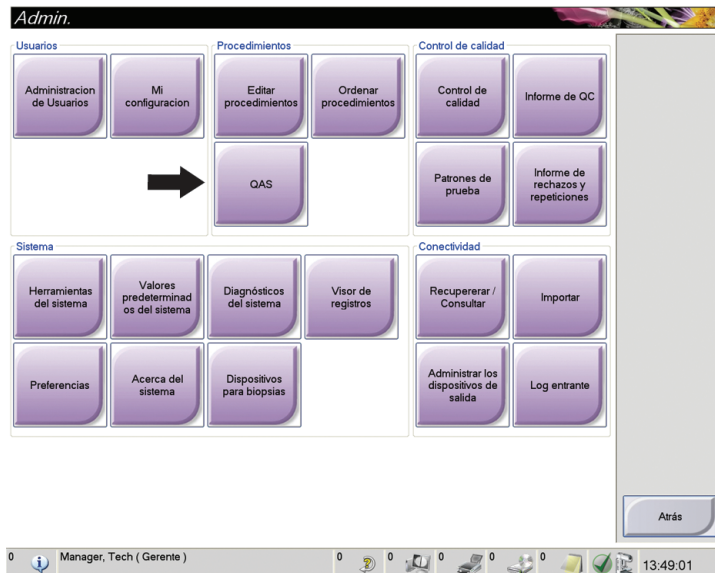 Admin.
Usuarios
Administracion
de Usuarios
Mi
configuracion
Procedimientos
Editar
procedimientos
Ordenar
procedimientos
QAS
Control de calidad
Control de
calidad
Informe de QC
Patrones de
prueba
Informe de
rechazos y
repeticiones
Sistema
Herramientas
del sistema
Valores
predeterminad
os del sistema
Diagnósticos
del sistema
Visor de
registros
Preferencias
Acerca del
sistema
Dispositivos
para biopsias
Conectividad
Recupererar /
Consultar
Importar
Administrar los
dispositivos de
salida
Log entrante
Atrás
0 Manager, Tech ( Gerente ) 0 0 0 0 0 13:49:01